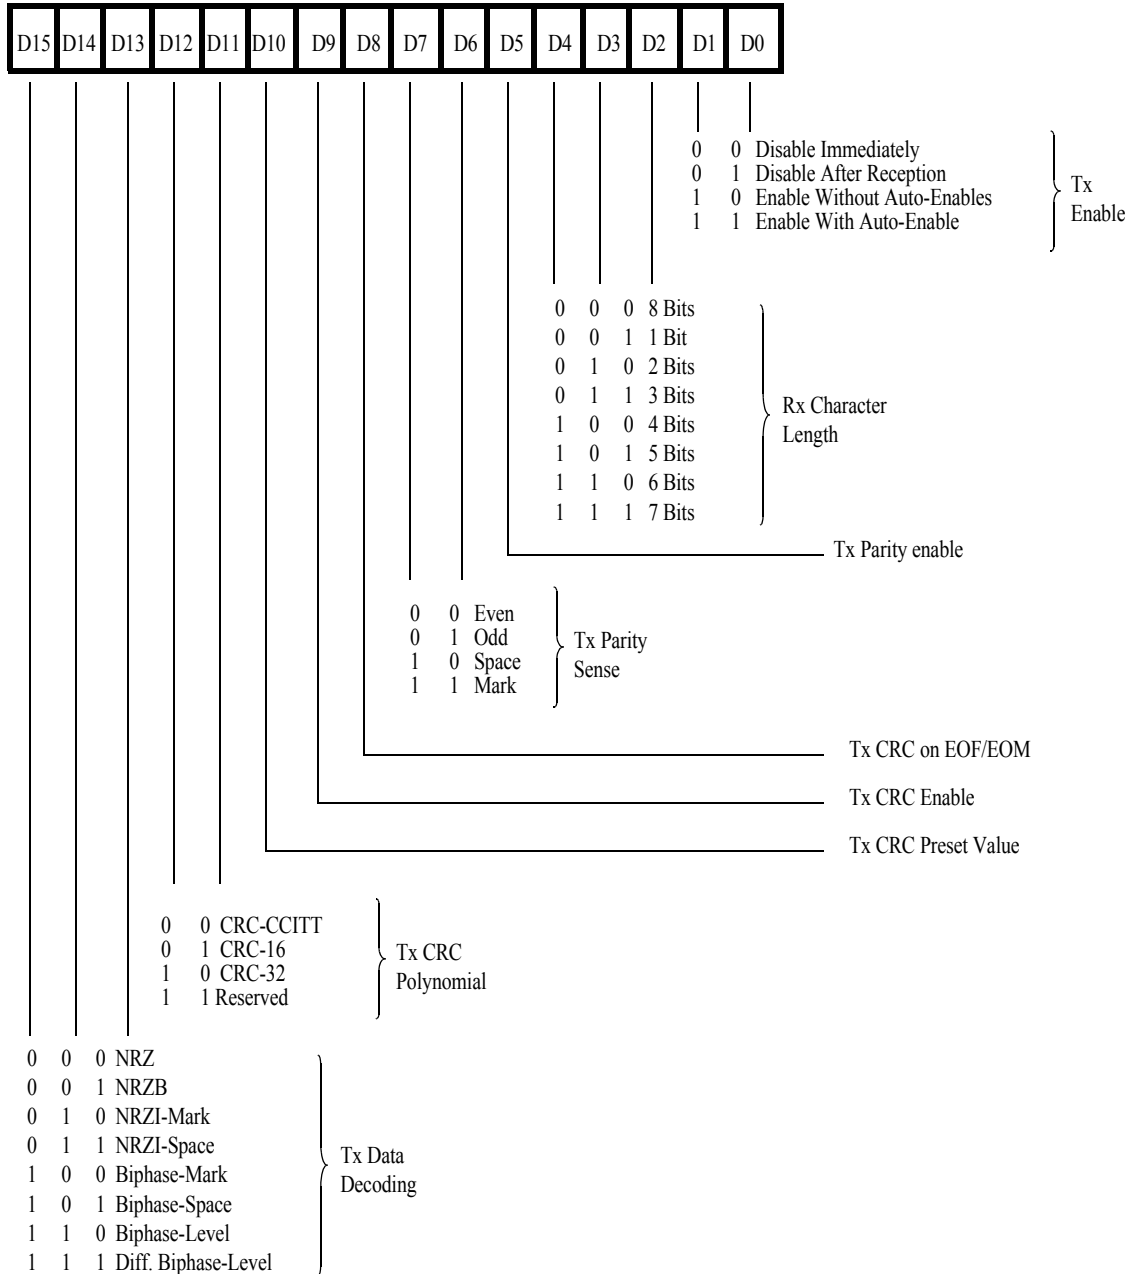 D15 D14 D13 D12 D11 D10 D9 D8 D7 D6 D5 D4 D3 D2 D1 D0
0 0 Disable Immediately
0 1 Disable After Reception
1 0 Enable Without Auto-Enables
1 1 Enable With Auto-Enable
Tx
Enable
0 0 0 8 Bits
0 0 1 1 Bit
0 1 0 2 Bits
0 1 1 3 Bits
1 0 0 4 Bits
1 0 1 5 Bits
1 1 0 6 Bits
1 1 1 7 Bits
Rx Character
Length
Tx Parity enable
0 0 Even
0 1 Odd
1 0 Space
1 1 Mark
Tx Parity
Sense
Tx CRC on EOF/EOM
Tx CRC Enable
Tx CRC Preset Value
0 0 CRC-CCITT
0 1 CRC-16
1 0 CRC-32
1 1 Reserved
Tx CRC
Polynomial
0 0 0 NRZ
0 0 1 NRZB
0 1 0 NRZI-Mark
0 1 1 NRZI-Space
1 0 0 Biphase-Mark
1 0 1 Biphase-Space
1 1 0 Biphase-Level
1 1 1 Diff. Biphase-Level
Tx Data
Decoding